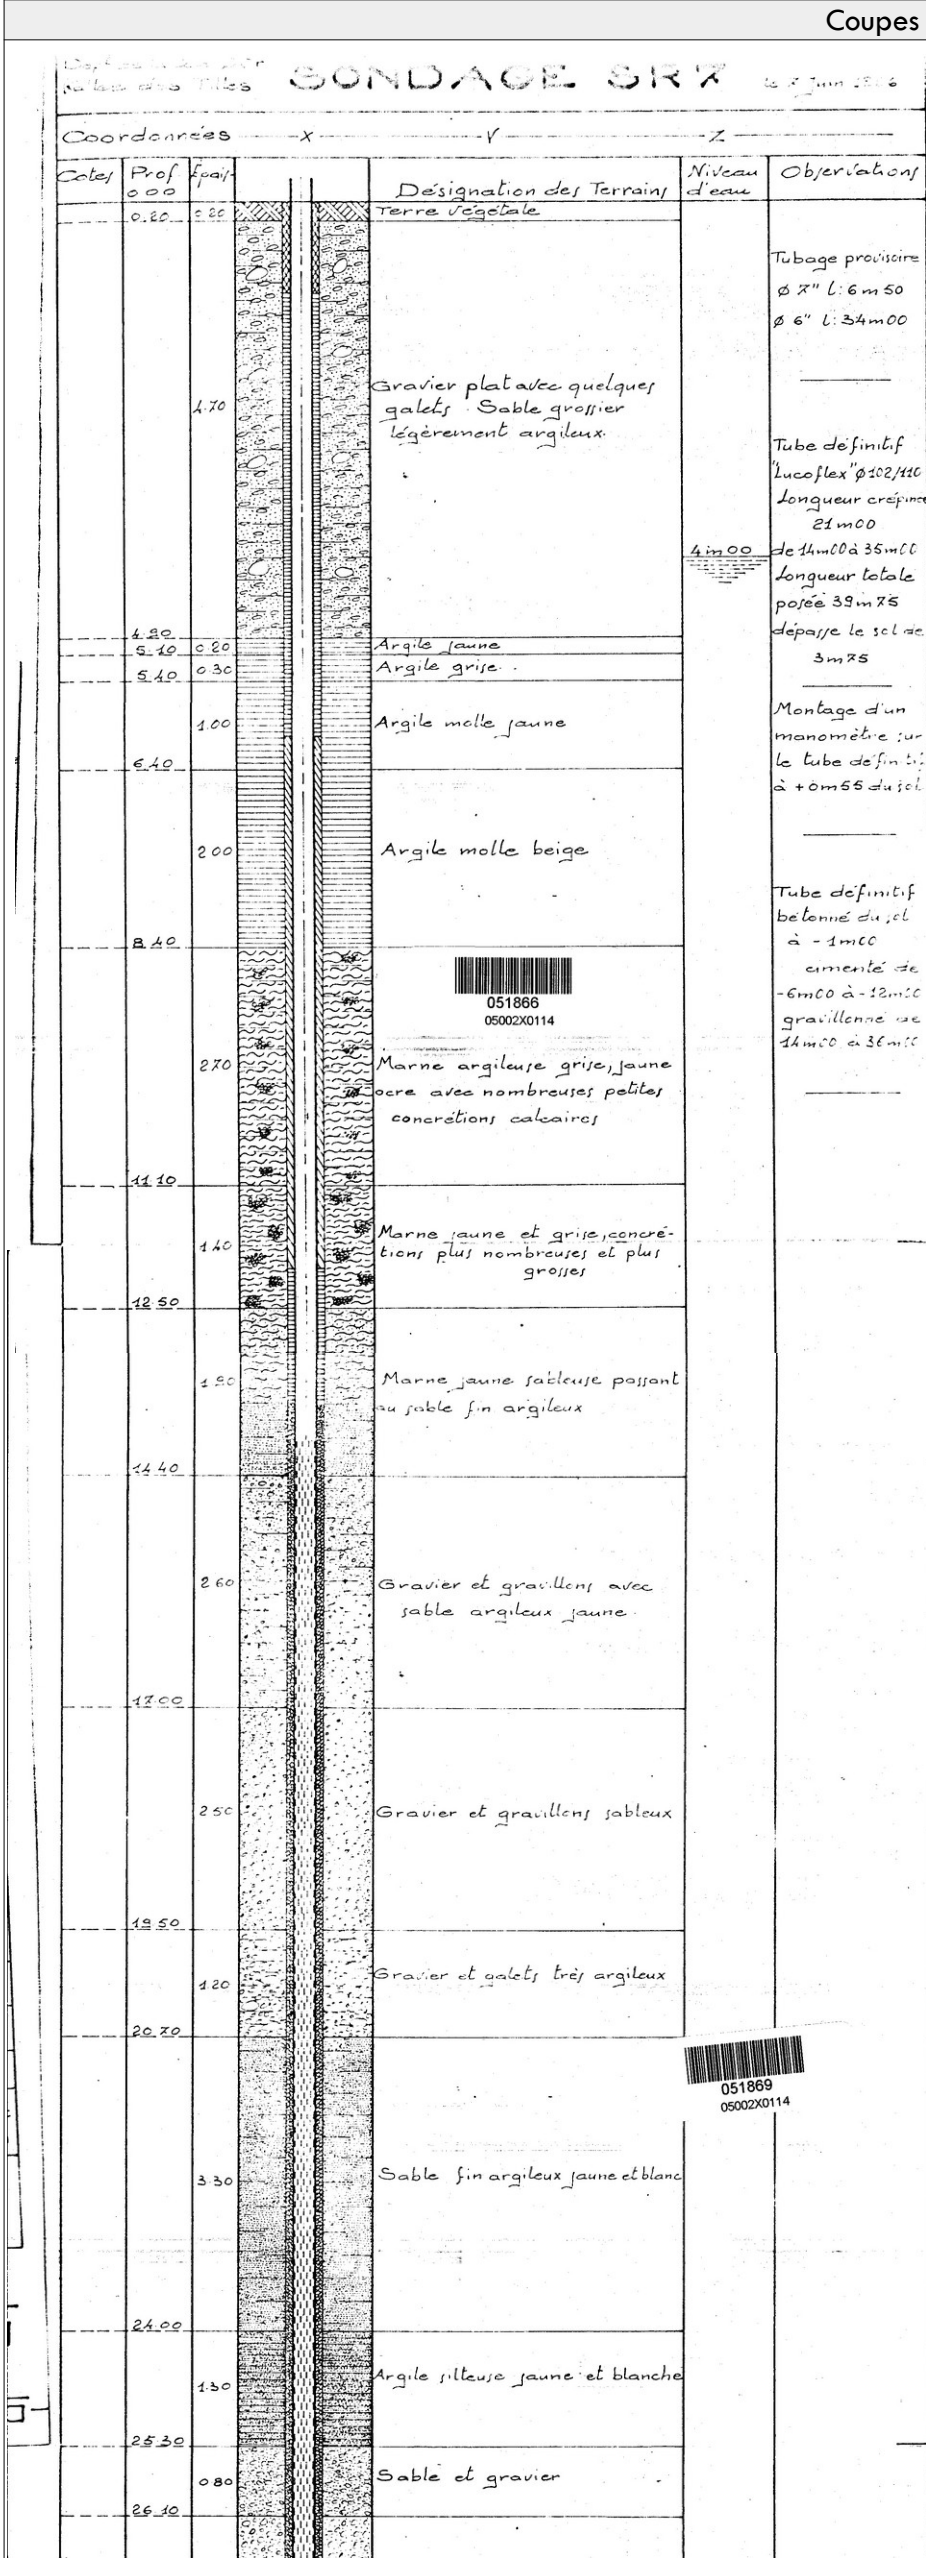 Coupes
SONDAGE SR7
Coordonnées X Y Z
Cotes Prof Epais. Désignation des Terrains Niveau d'eau Observations
0.00
0.20 0.20 Terre végétale
Tubage provisoire
ø 7" L: 6m50
ø 6" L: 34m00
4.70 Gravier plat avec quelques
galets. Sable grossier
légèrement argileux.
Tube définitif
"Lucoflex" ø102/110
Longueur crépine
21m00
4m00 de 14m00 à 35m00
Longueur totale
posée 39m75
dépasse le sol de
3m75
4.90
5.10 0.20 Argile jaune
5.40 0.30 Argile grise.
1.00 Argile molle jaune
6.40
Montage d'un
manomètre sur
le tube définitif
à +0m55 du sol
2.00 Argile molle beige
8.40
Tube définitif
bétonné du sol
à -1m00
cimenté de
-6m00 à -12m00
gravillonné de
14m00 à 36m00
051866
05002X0114
2.70 Marne argileuse grise, jaune
ocre avec nombreuses petites
concrétions calcaires
11.10
1.40 Marne jaune et grise, concré-
tions plus nombreuses et plus
grosses
12.50
1.90 Marne jaune sableuse passant
au sable fin argileux
14.40
2.60 Gravier et gravillons avec
sable argileux jaune.
17.00
2.50 Gravier et gravillons sableux
19.50
1.20 Gravier et galets très argileux
20.70
051869
05002X0114
3.30 Sable fin argileux jaune et blanc
24.00
1.30 Argile silteuse jaune et blanche
25.30
0.80 Sable et gravier
26.10